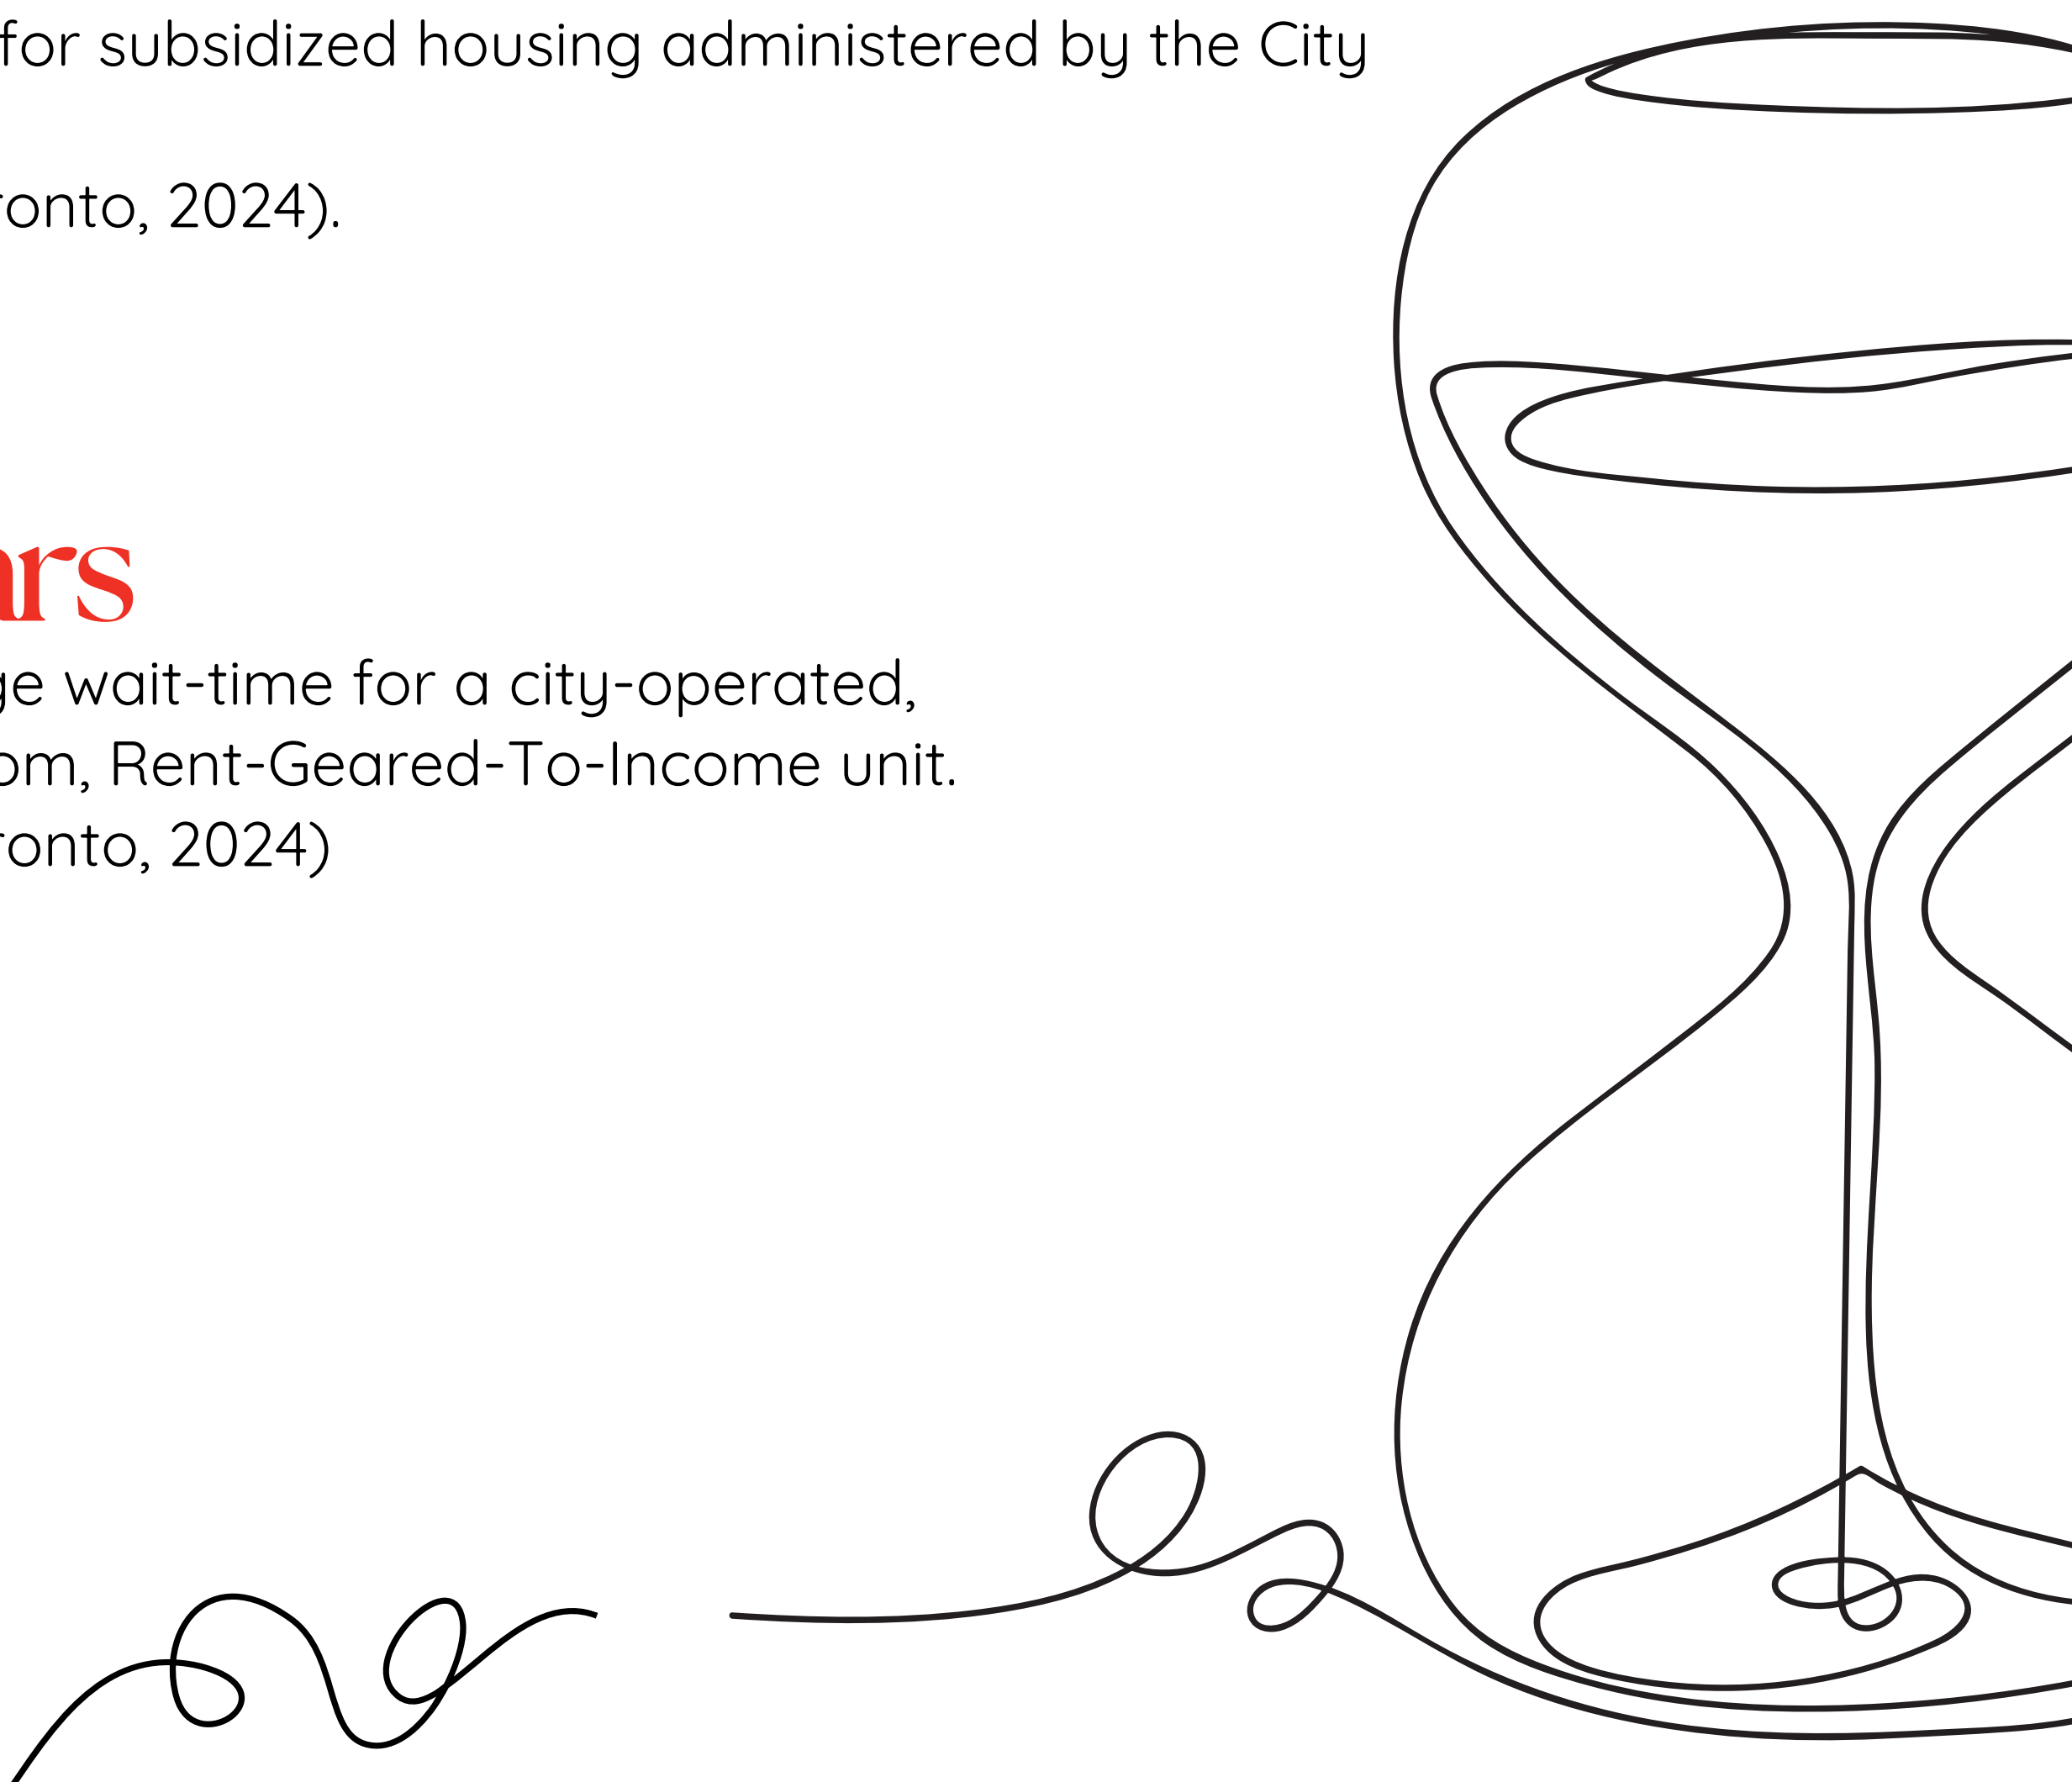 for subsidized housing administered by the City
ronto, 2024).
ars
ge wait-time for a city-operated,
om, Rent-Geared-To-Income unit.
ronto, 2024)